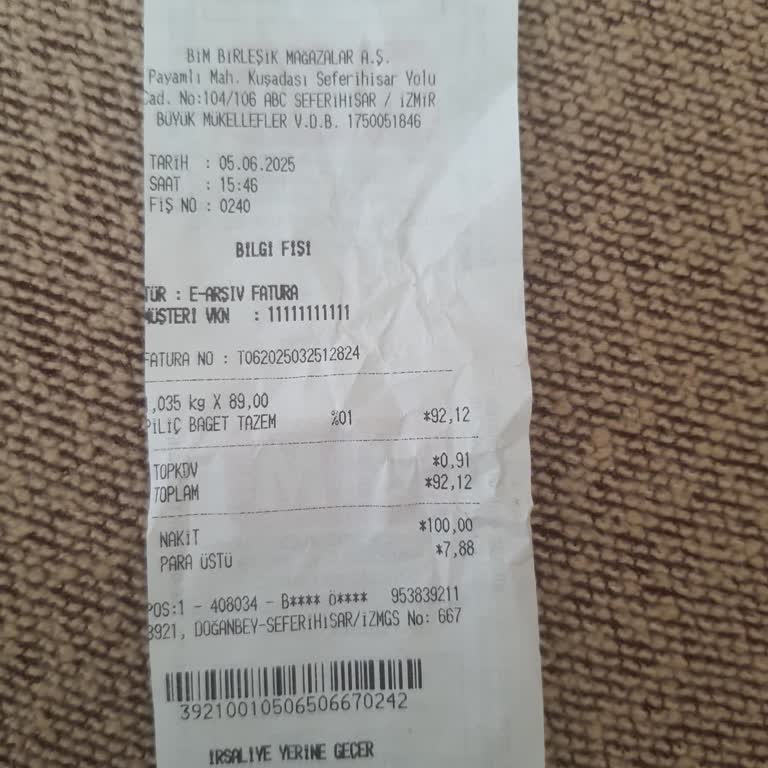 BİM BİRLEŞİK MAĞAZALAR A.Ş.
Payamlı Mah. Kuşadası Seferihisar Yolu
Cad. No:104/106 ABC SEFERİHİSAR / İZMİR
BÜYÜK MÜKELLEFLER V.D.B. 1750051846
TARİH : 05.06.2025
SAAT : 15:46
FİŞ NO : 0240
BİLGİ FİŞİ
TÜR : E-ARŞİV FATURA
MÜŞTERİ VKN : 11111111111
FATURA NO : T062025032512824
,035 kg X 89,00
PİLİÇ BAGET TAZEM %01 *92,12
TOPKDV *0,91
TOPLAM *92,12
NAKİT *100,00
PARA ÜSTÜ *7,88
POS:1 - 408034 - B**** Ö**** 953839211
3921, DOĞANBEY-SEFERİHİSAR/İZMGS No: 667
39210010506506670242
İRSALİYE YERİNE GEÇER